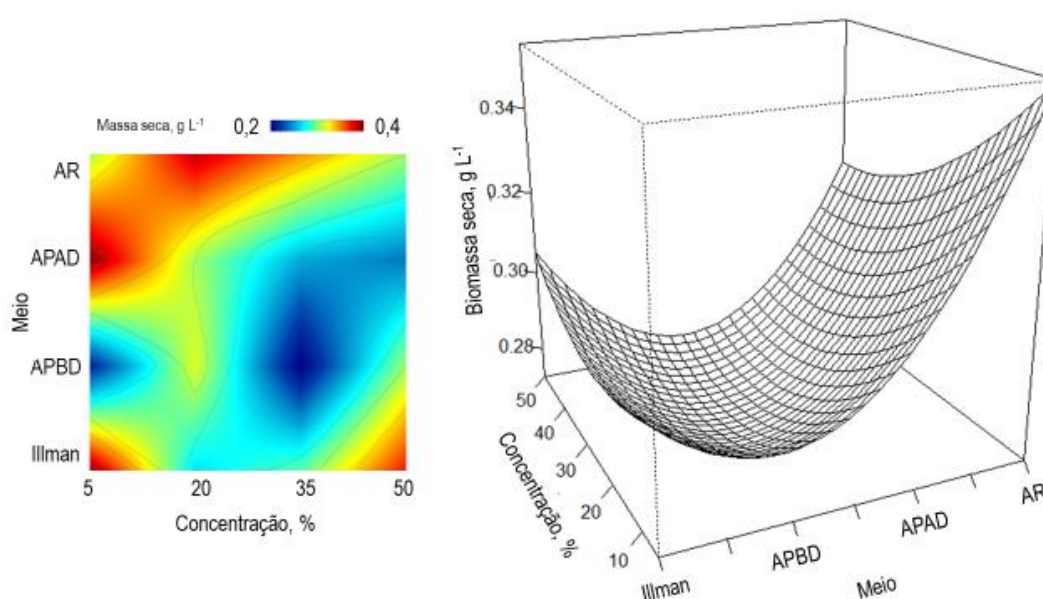 Massa seca, g L-1 0,2 0,4
AR
APAD
APBD
Illman
Meio
5 20 35 50
Concentração, %
0.34
0.32
0.30
0.28
Biomassa seca, g L-1
50
40
30
20
10
Concentração, %
Illman
APBD
APAD
AR
Meio